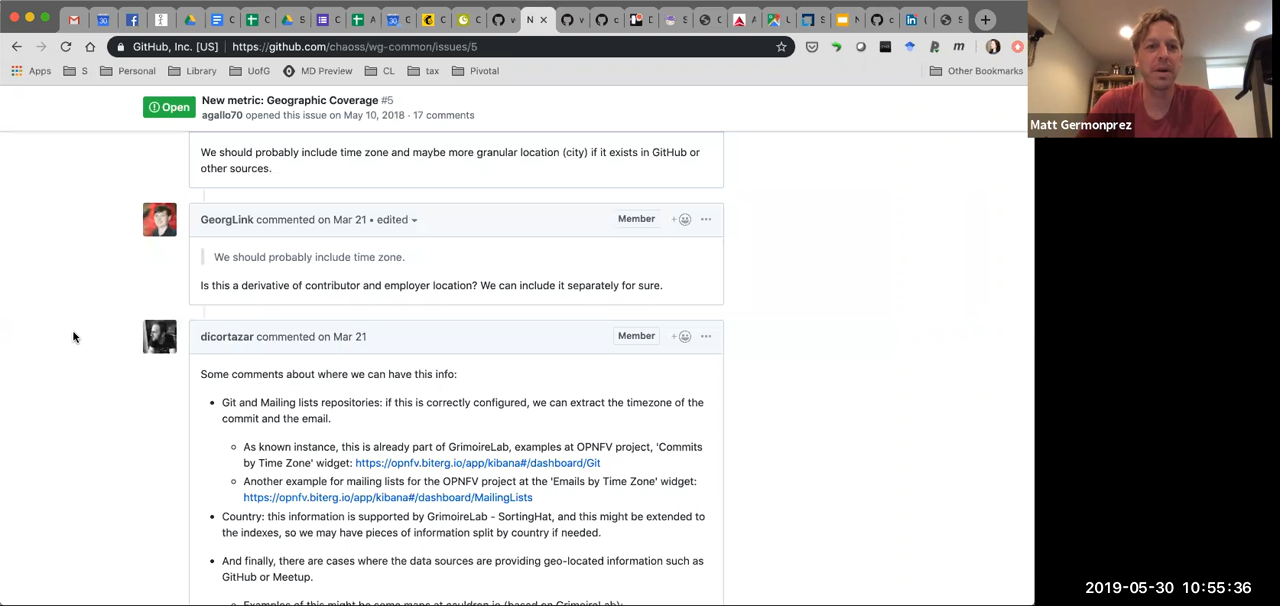 GitHub, Inc. [US] https://github.com/chaoss/wg-common/issues/5
Apps S Personal Library UofG MD Preview CL tax Pivotal Other Bookmarks
Open New metric: Geographic Coverage #5
agallo70 opened this issue on May 10, 2018 · 17 comments
Matt Germonprez
We should probably include time zone and maybe more granular location (city) if it exists in GitHub or
other sources.
GeorgLink commented on Mar 21 • edited Member
We should probably include time zone.
Is this a derivative of contributor and employer location? We can include it separately for sure.
dicortazar commented on Mar 21 Member
Some comments about where we can have this info:
• Git and Mailing lists repositories: if this is correctly configured, we can extract the timezone of the
commit and the email.
As known instance, this is already part of GrimoireLab, examples at OPNFV project, 'Commits
by Time Zone' widget: https://opnfv.biterg.io/app/kibana#/dashboard/Git
Another example for mailing lists for the OPNFV project at the 'Emails by Time Zone' widget:
https://opnfv.biterg.io/app/kibana#/dashboard/MailingLists
• Country: this information is supported by GrimoireLab - SortingHat, and this might be extended to
the indexes, so we may have pieces of information split by country if needed.
• And finally, there are cases where the data sources are providing geo-located information such as
GitHub or Meetup.
2019-05-30 10:55:36